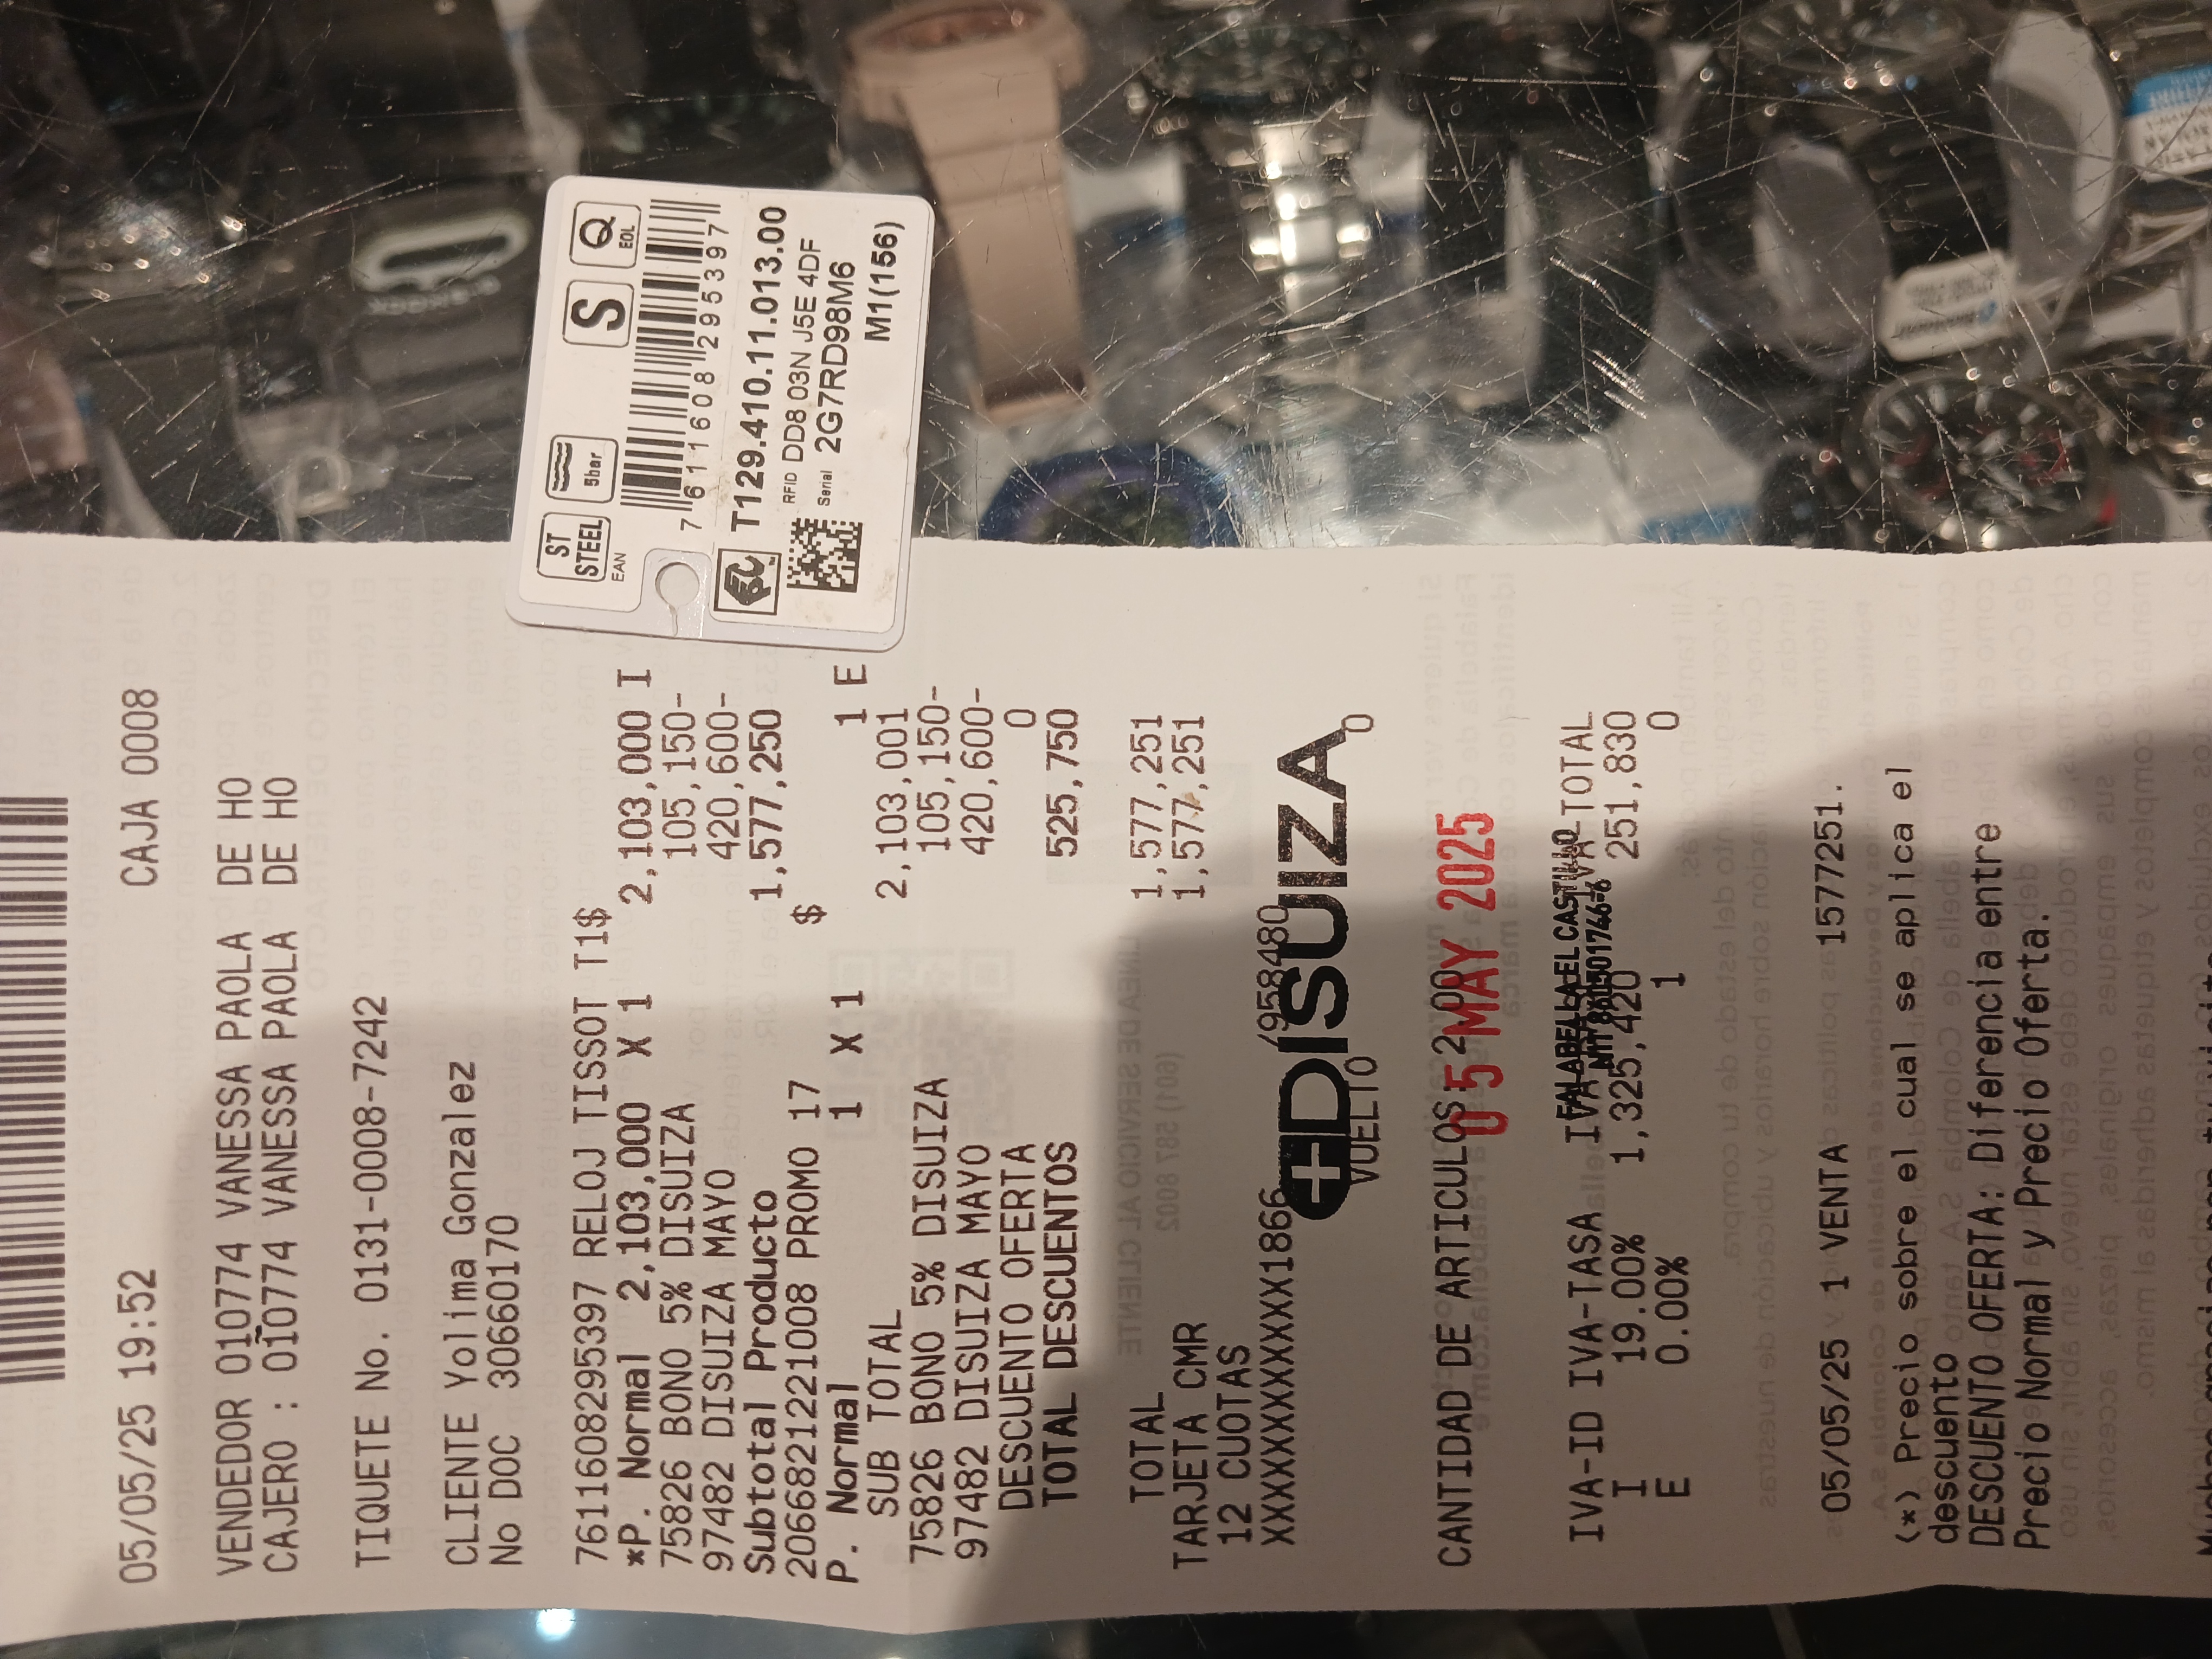 ST
STEEL
5bar
S
Q
EOL
EAN
7 611608 295397
T129.410.11.013.00
RFID DD8 03N J5E 4DF
Serial 2G7RD98M6
M1(156)
05/05/25 19:52 CAJA 0008
VENDEDOR 010774 VANESSA PAOLA DE HO
CAJERO : 010774 VANESSA PAOLA DE HO
TIQUETE No. 0131-0008-7242
CLIENTE Yolima Gonzalez
No DOC 30660170
7611608295397 RELOJ TISSOT T1$
*P. Normal 2,103,000 X 1 2,103,000 I
75826 BONO 5% DISUIZA 105,150-
97482 DISUIZA MAYO 420,600-
Subtotal Producto 1,577,250
2066821221008 PROMO 17 $
P. Normal 1 X 1 1 E
SUB TOTAL 2,103,001
75826 BONO 5% DISUIZA 105,150-
97482 DISUIZA MAYO 420,600-
DESCUENTO OFERTA 0
TOTAL DESCUENTOS 525,750
TOTAL 1,577,251
TARJETA CMR 1,577,251
12 CUOTAS
XXXXXXXXXXXX1866 /958480
DISUIZA
VUELTO 0
CANTIDAD DE ARTICULOS: 2
05 MAY 2025
FALABELLA EL CASTILLO
IVA-ID IVA-TASA IVA TOTAL
I 19.00% 1,325,420 251,830
E 0.00% 1 0
05/05/25 1 VENTA 1577251.
(*) Precio sobre el cual se aplica el
descuento
DESCUENTO OFERTA: Diferencia entre
Precio Normal y Precio Oferta.